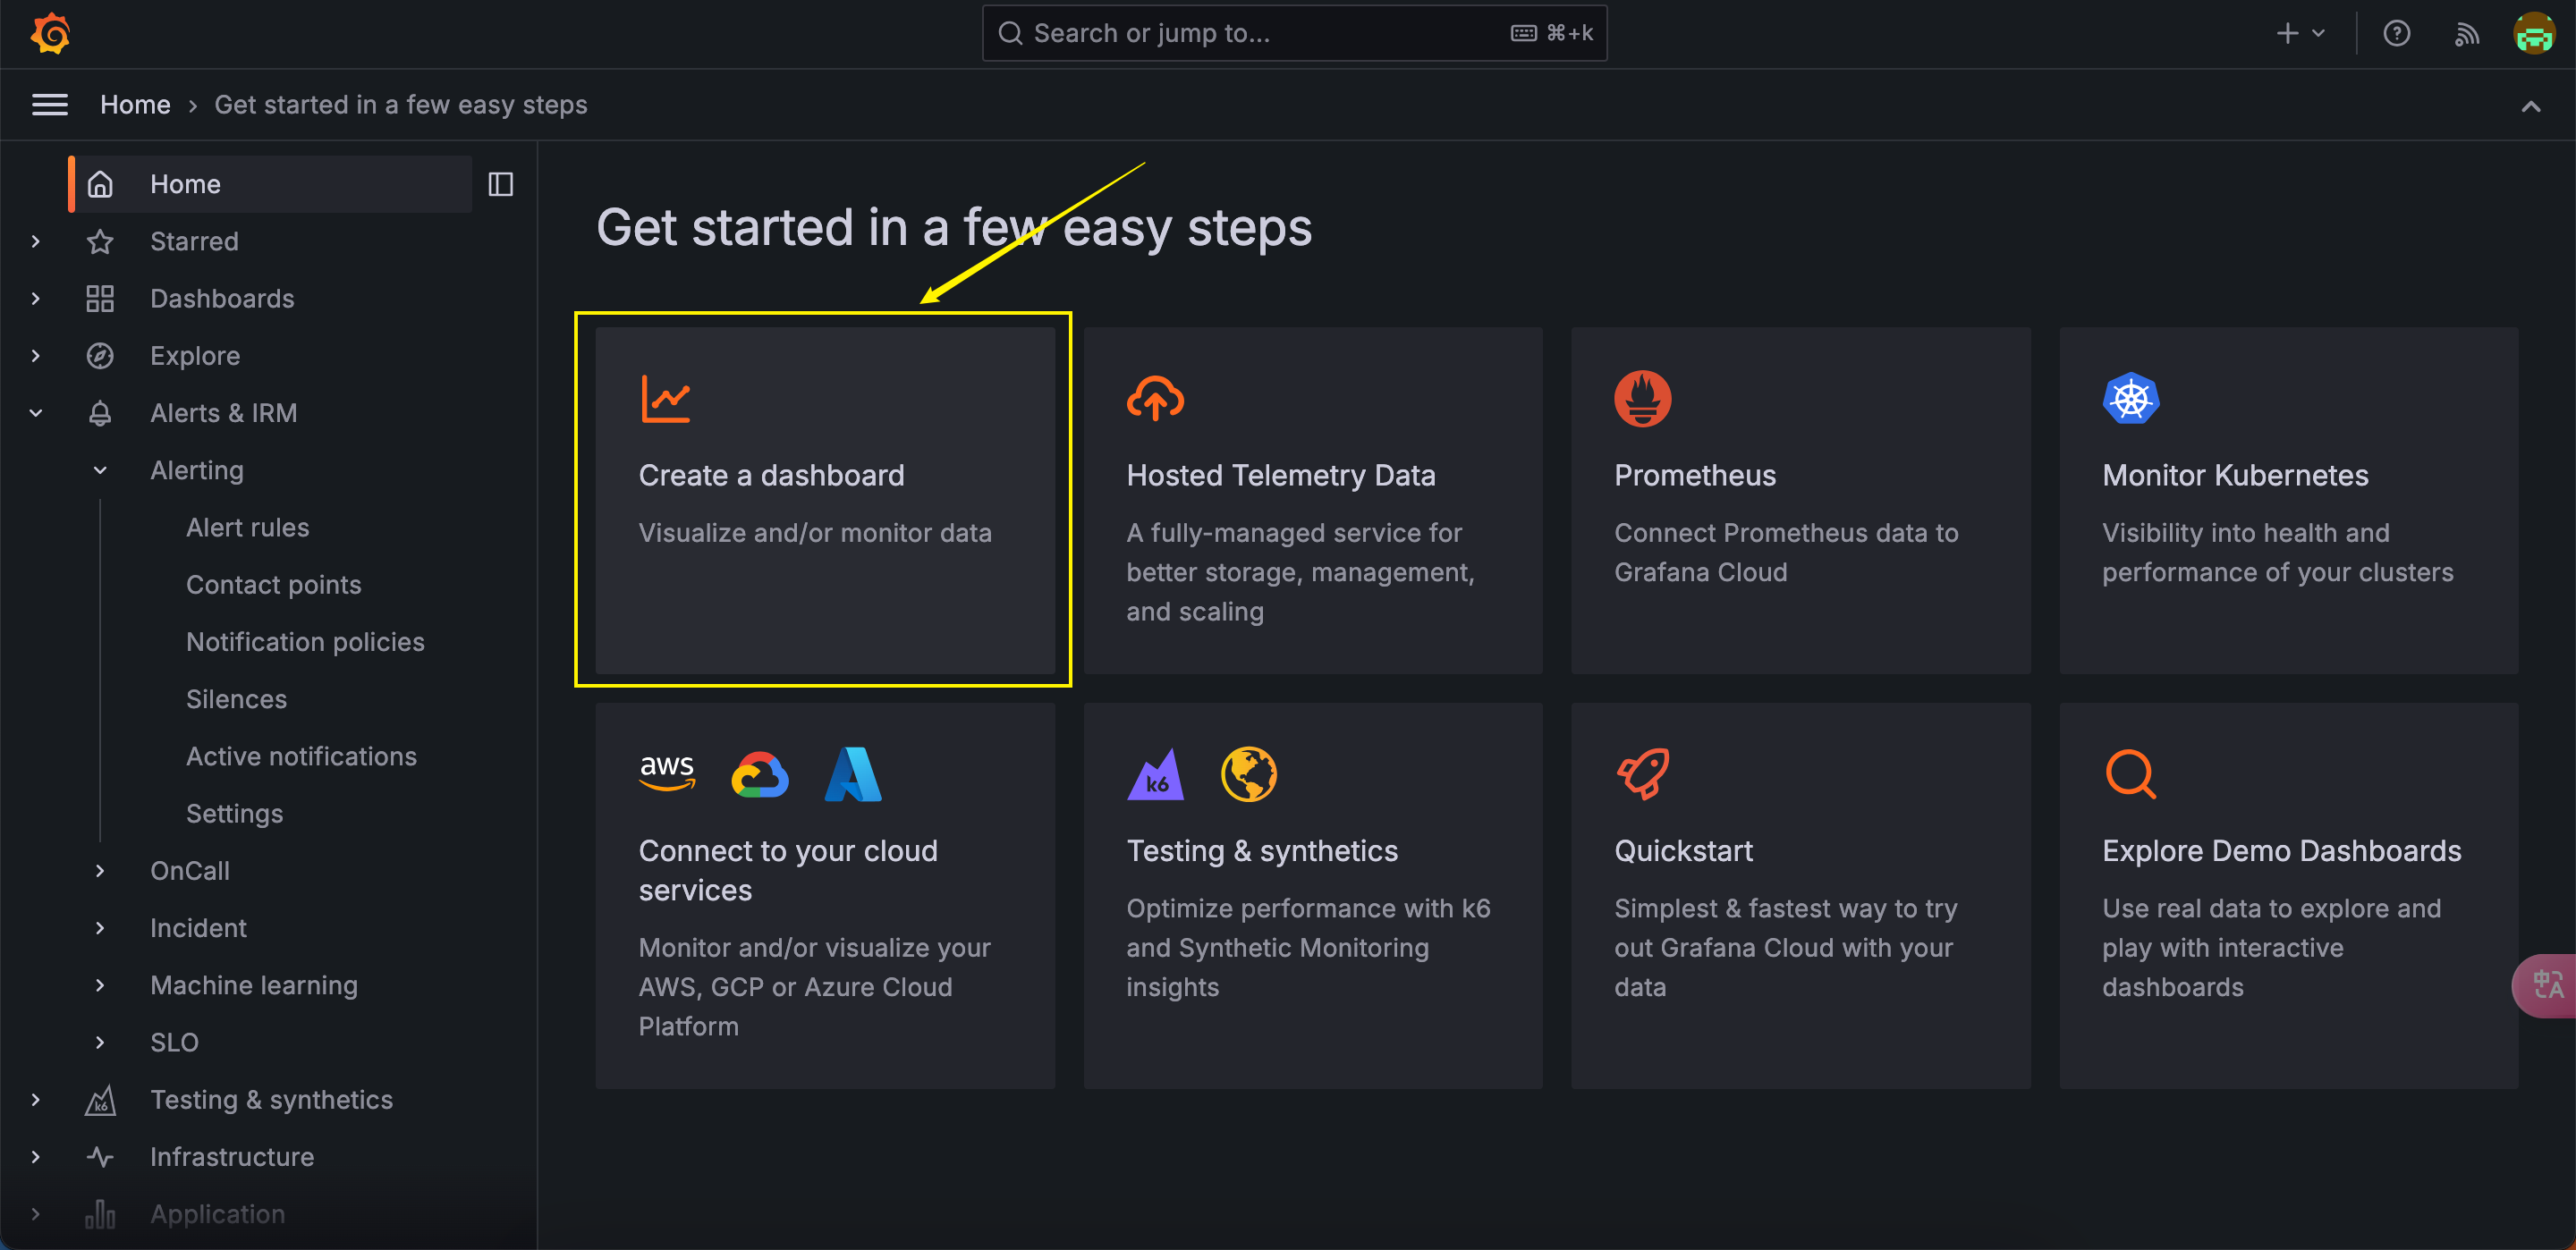 Search or jump to...
⌘+k
Home › Get started in a few easy steps
Home
Starred
Dashboards
Explore
Alerts & IRM
Alerting
Alert rules
Contact points
Notification policies
Silences
Active notifications
Settings
OnCall
Incident
Machine learning
SLO
k6
Testing & synthetics
Infrastructure
Application
Get started in a few easy steps
Create a dashboard
Visualize and/or monitor data
Hosted Telemetry Data
A fully-managed service for
better storage, management,
and scaling
Prometheus
Connect Prometheus data to
Grafana Cloud
Monitor Kubernetes
Visibility into health and
performance of your clusters
aws
Connect to your cloud
services
Monitor and/or visualize your
AWS, GCP or Azure Cloud
Platform
k6
Testing & synthetics
Optimize performance with k6
and Synthetic Monitoring
insights
Quickstart
Simplest & fastest way to try
out Grafana Cloud with your
data
Explore Demo Dashboards
Use real data to explore and
play with interactive
dashboards
中A